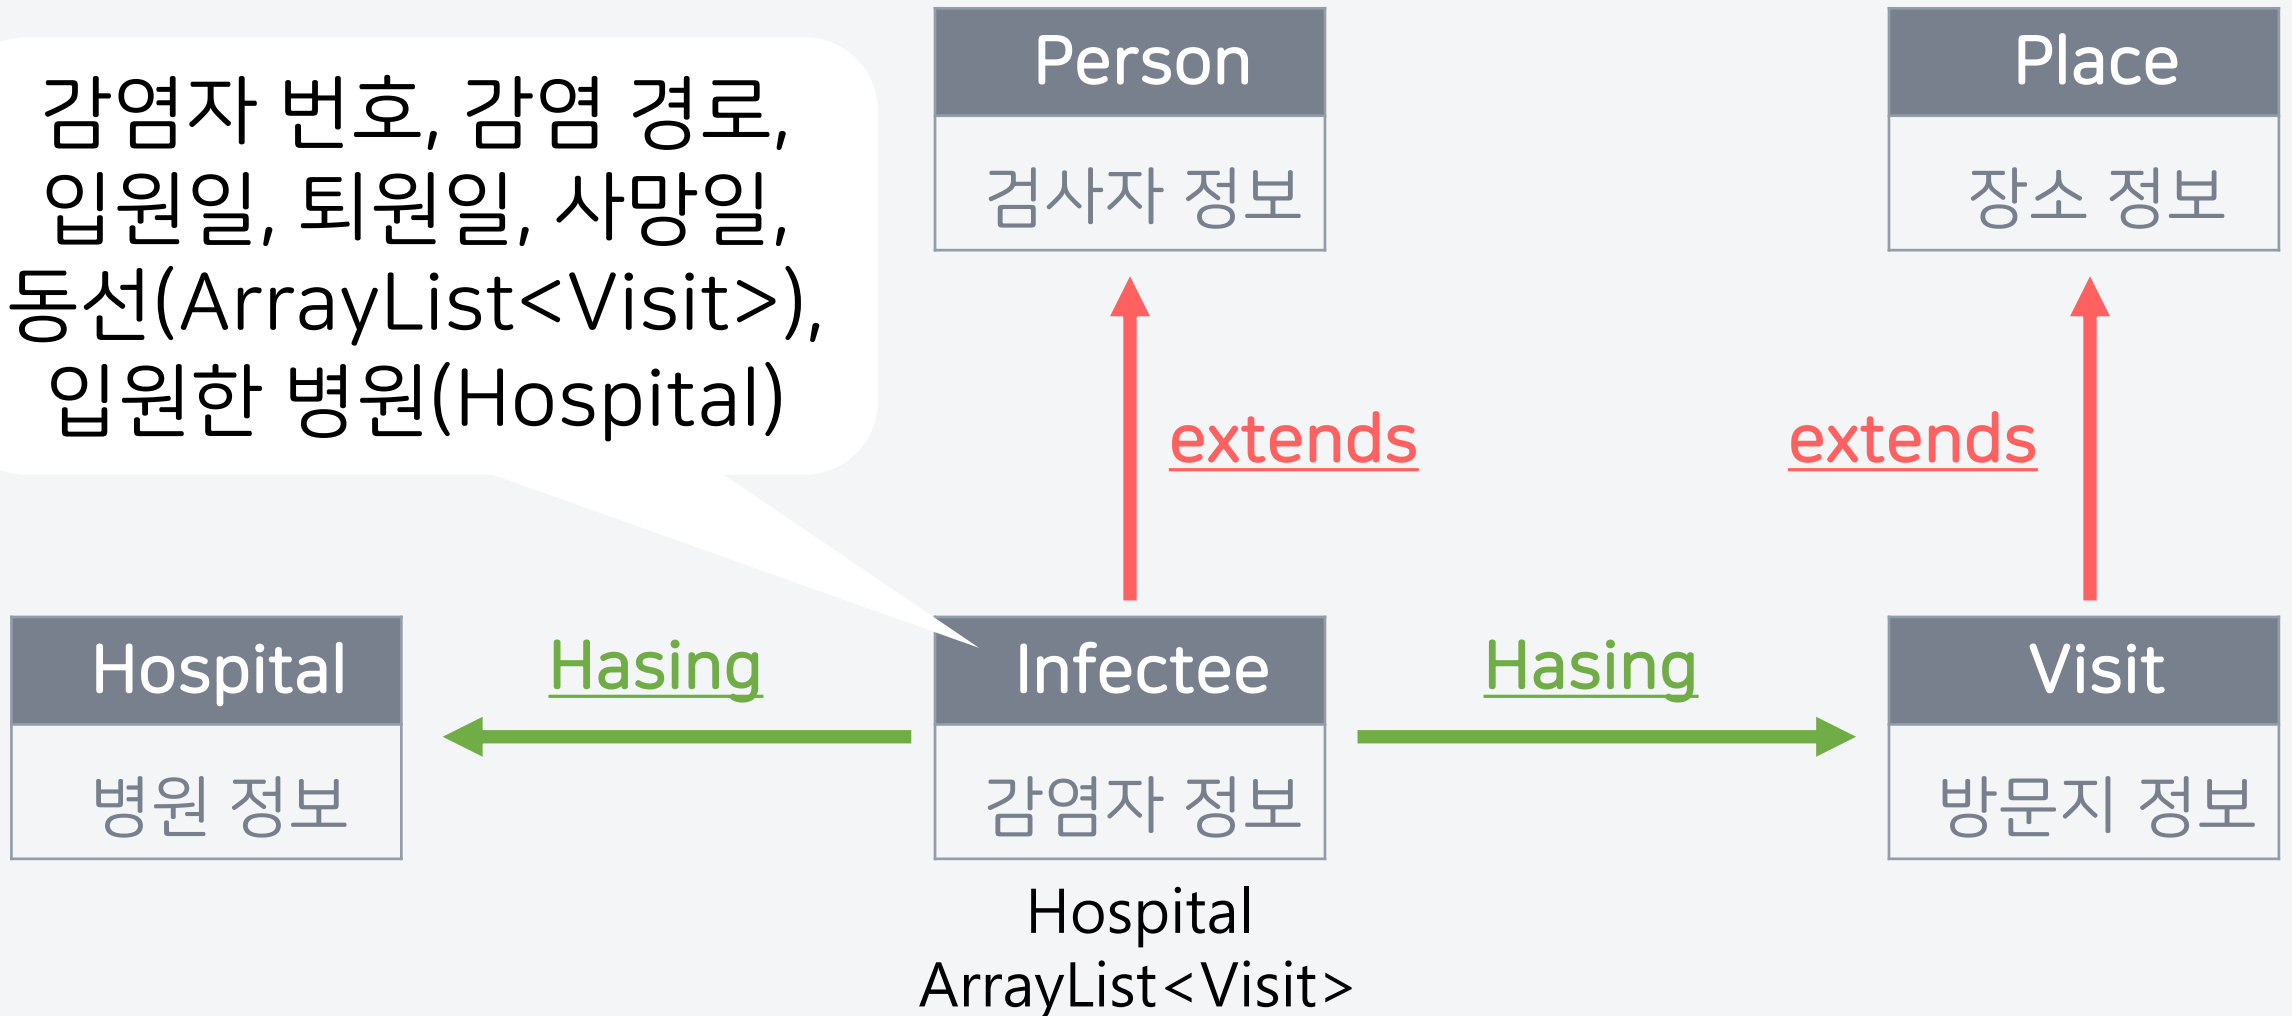 감염자 번호, 감염 경로,
입원일, 퇴원일, 사망일,
동선(ArrayList<Visit>),
입원한 병원(Hospital)
Person
검사자 정보
Place
장소 정보
extends
extends
Hospital
병원 정보
Hasing
Infectee
감염자 정보
Hasing
Visit
방문지 정보
Hospital
ArrayList<Visit>